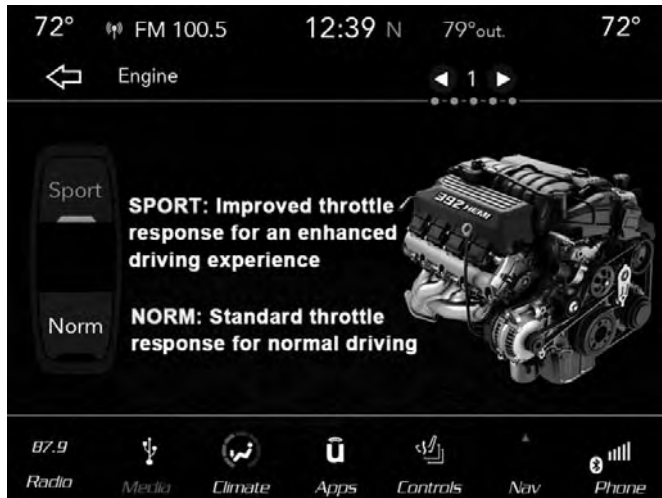 72° FM 100.5 12:39 N 79°out. 72°
Engine 1
Sport
SPORT: Improved throttle
response for an enhanced
driving experience
392 HEMI
Norm
NORM: Standard throttle
response for normal driving
87.9 ū
Radio Media Climate Apps Controls Nav Phone